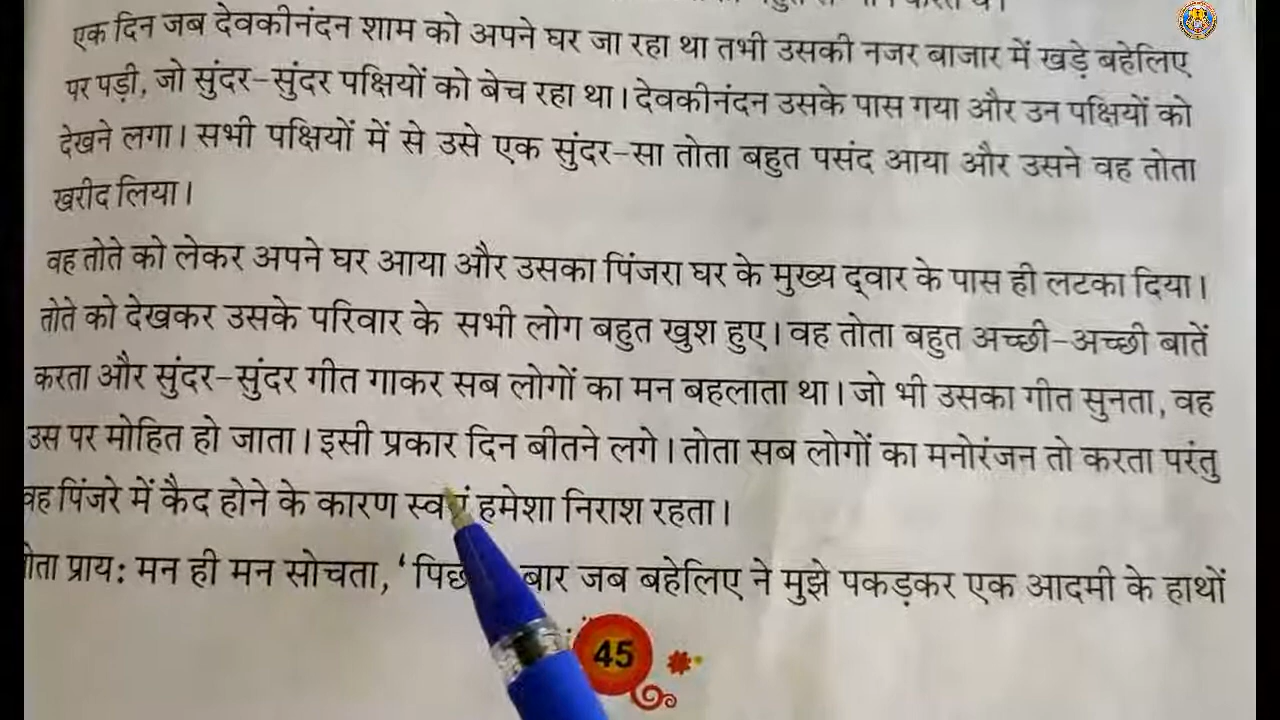 एक दिन जब देवकीनंदन शाम को अपने घर जा रहा था तभी उसकी नजर बाजार में खड़े बहेलिए
पर पड़ी, जो सुंदर-सुंदर पक्षियों को बेच रहा था। देवकीनंदन उसके पास गया और उन पक्षियों को
देखने लगा। सभी पक्षियों में से उसे एक सुंदर-सा तोता बहुत पसंद आया और उसने वह तोता
खरीद लिया।
वह तोते को लेकर अपने घर आया और उसका पिंजरा घर के मुख्य द्वार के पास ही लटका दिया।
तोते को देखकर उसके परिवार के सभी लोग बहुत खुश हुए। वह तोता बहुत अच्छी-अच्छी बातें
करता और सुंदर-सुंदर गीत गाकर सब लोगों का मन बहलाता था। जो भी उसका गीत सुनता, वह
उस पर मोहित हो जाता। इसी प्रकार दिन बीतने लगे। तोता सब लोगों का मनोरंजन तो करता परंतु
वह पिंजरे में कैद होने के कारण हमेशा निराश रहता।
प्राय: मन ही मन सोचता, ' बार जब बहेलिए ने मुझे पकड़कर एक आदमी के हाथों
45